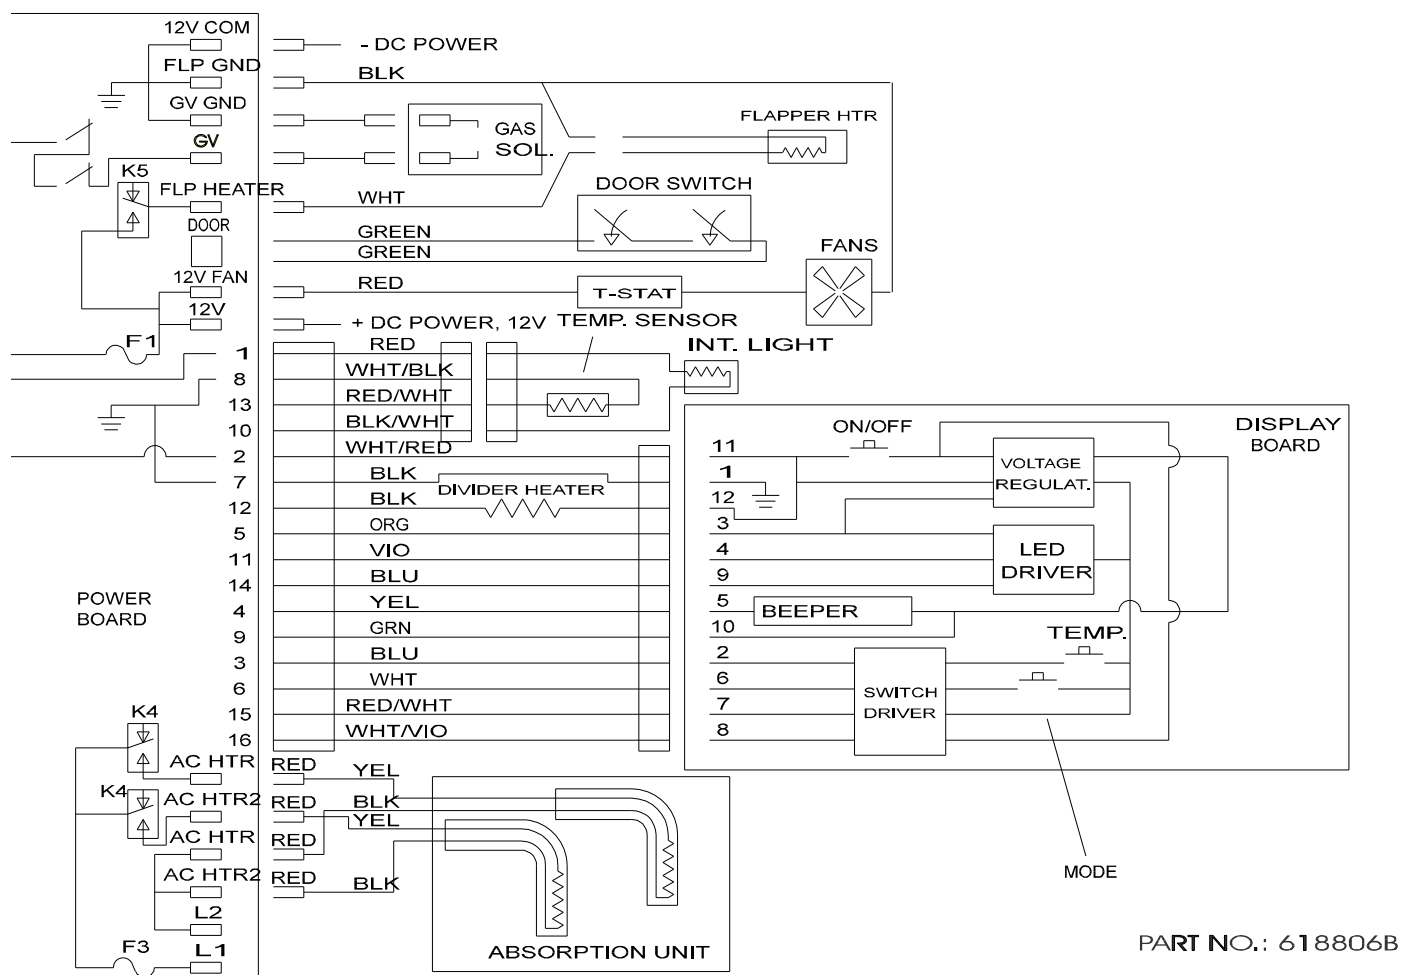 12V COM
- DC POWER
FLP GND
BLK
GV GND
GAS
SOL.
FLAPPER HTR
GV
K5
FLP HEATER
WHT
DOOR SWITCH
DOOR
GREEN
GREEN
FANS
12V FAN
RED
T-STAT
12V
+ DC POWER, 12V
TEMP. SENSOR
F1
1
RED
INT. LIGHT
8
WHT/BLK
13
RED/WHT
10
BLK/WHT
2
WHT/RED
7
BLK
DIVIDER HEATER
12
BLK
5
ORG
11
VIO
14
BLU
4
YEL
9
GRN
3
BLU
6
WHT
15
RED/WHT
16
WHT/VIO
POWER
BOARD
DISPLAY
BOARD
ON/OFF
11
1
12
3
4
9
5
10
2
6
7
8
VOLTAGE
REGULAT.
LED
DRIVER
BEEPER
TEMP.
SWITCH
DRIVER
MODE
K4
AC HTR
RED
YEL
K4
AC HTR2
RED
BLK
YEL
AC HTR
RED
AC HTR2
RED
BLK
L2
F3
L1
ABSORPTION UNIT
PART NO.: 618806B